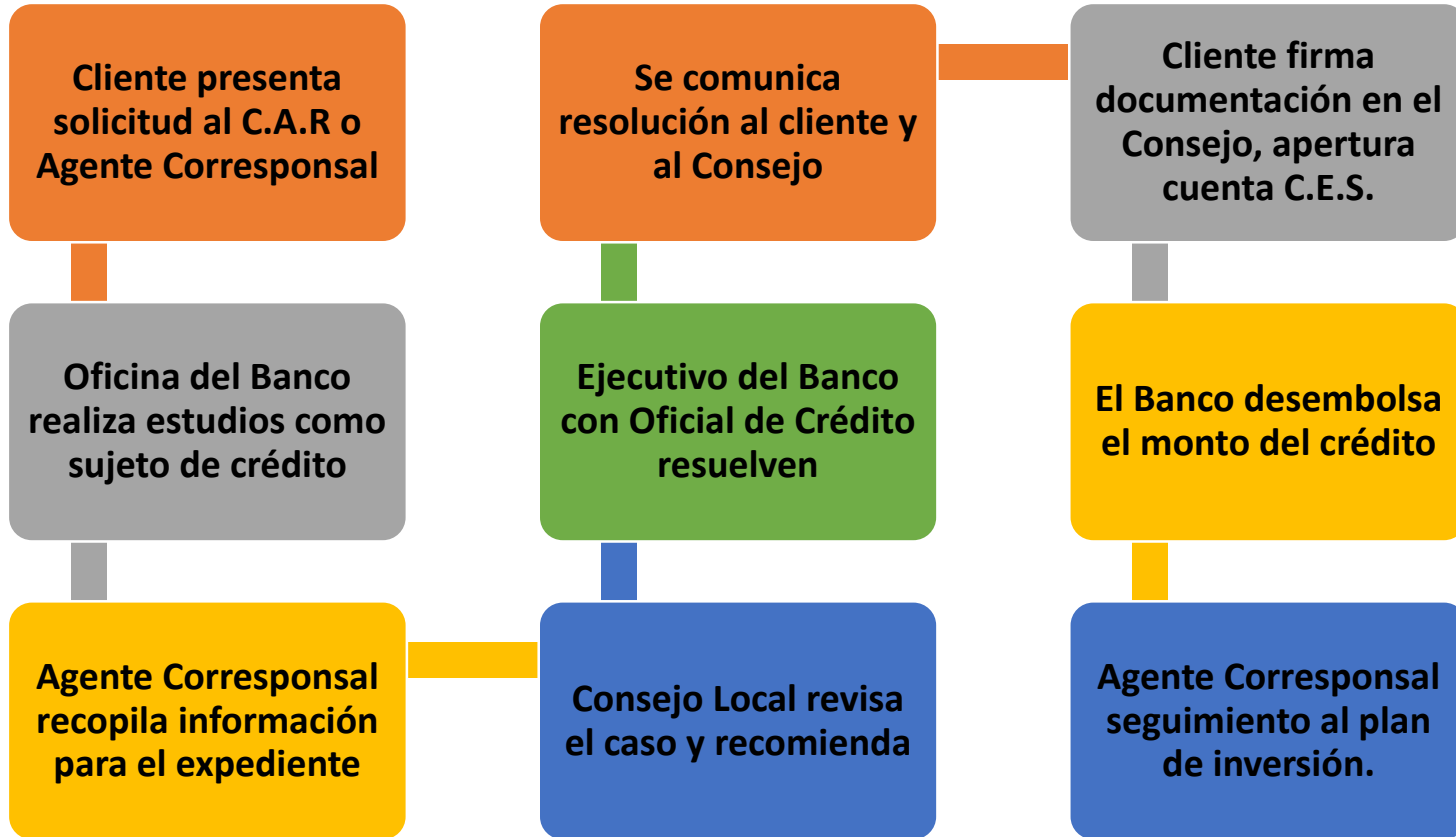 Cliente presenta
solicitud al C.A.R o
Agente Corresponsal
Oficina del Banco
realiza estudios como
sujeto de crédito
Agente Corresponsal
recopila información
para el expediente
Consejo Local revisa
el caso y recomienda
Ejecutivo del Banco
con Oficial de Crédito
resuelven
Se comunica
resolución al cliente y
al Consejo
Cliente firma
documentación en el
Consejo, apertura
cuenta C.E.S.
El Banco desembolsa
el monto del crédito
Agente Corresponsal
seguimiento al plan
de inversión.